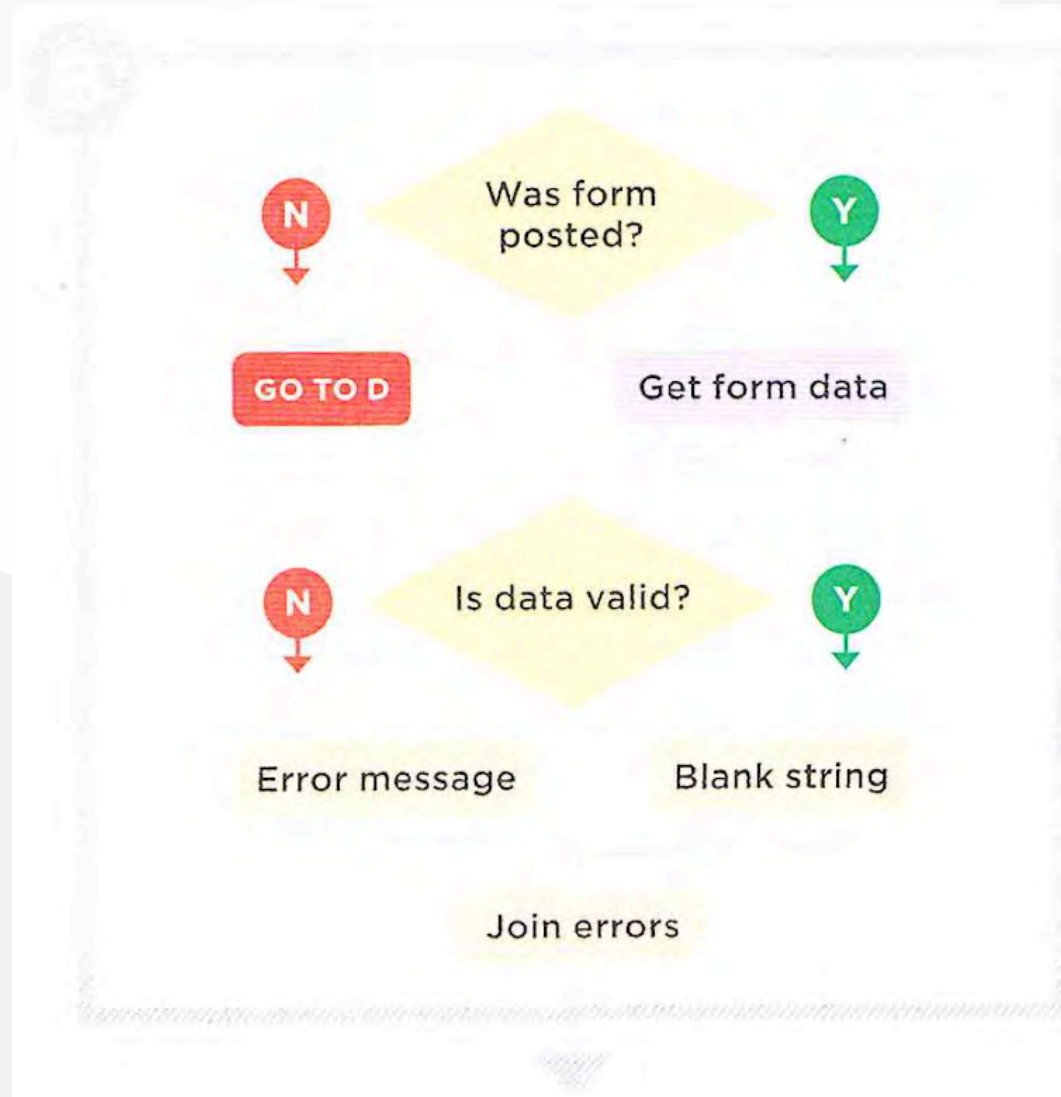 Was form
posted?
N
Y
GO TO D
Get form data
Is data valid?
N
Y
Error message
Blank string
Join errors